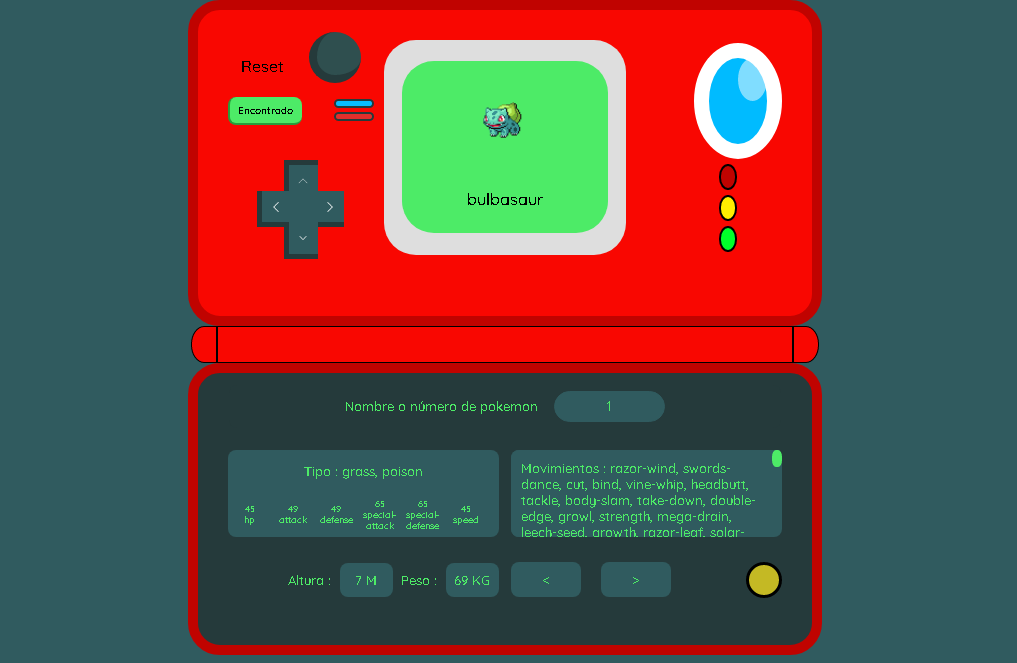 Reset
Encontrado
bulbasaur
Nombre o número de pokemon
1
Tipo : grass, poison
45
hp
49
attack
49
defense
65
special-
attack
65
special-
defense
45
speed
Movimientos : razor-wind, swords-
dance, cut, bind, vine-whip, headbutt,
tackle, body-slam, take-down, double-
edge, growl, strength, mega-drain,
leech-seed, growth, razor-leaf, solar-
Altura :
7 M
Peso :
69 KG
<
>